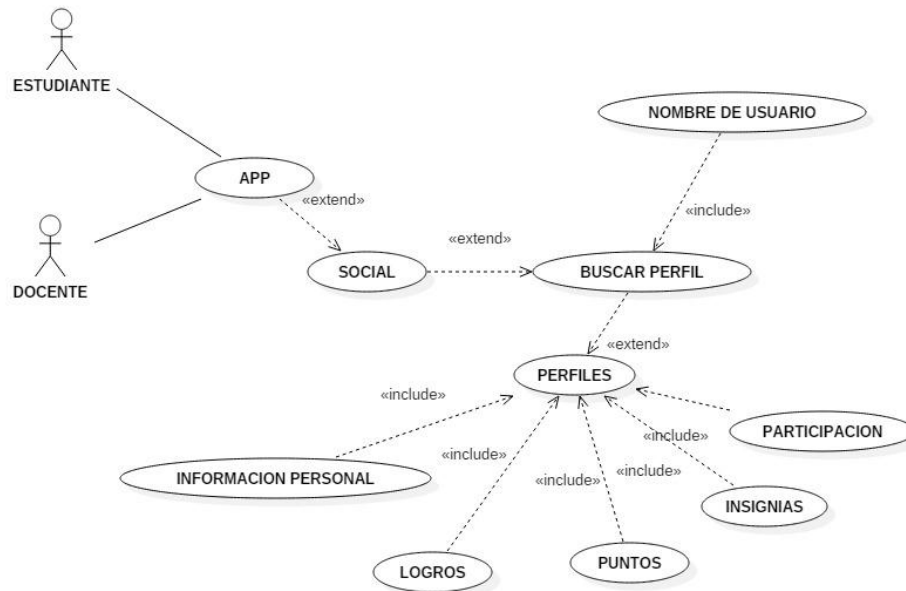 ESTUDIANTE
NOMBRE DE USUARIO
APP
«extend»
«include»
«extend»
DOCENTE
SOCIAL
BUSCAR PERFIL
«extend»
PERFILES
«include»
PARTICIPACION
«include»
«include»
«include»
«include»
INFORMACION PERSONAL
INSIGNIAS
LOGROS
PUNTOS